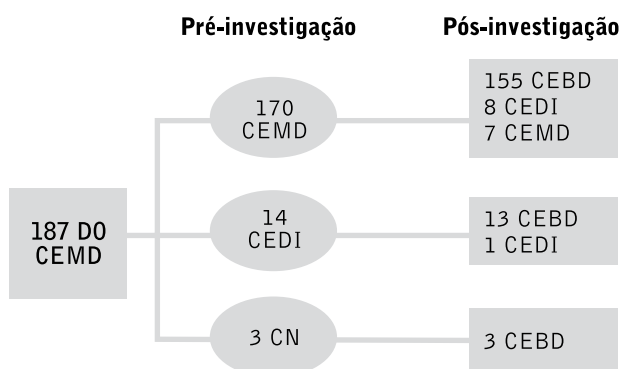 Pré-investigação
Pós-investigação
187 DO
CEMD
170
CEMD
155 CEBD
8 CEDI
7 CEMD
14
CEDI
13 CEBD
1 CEDI
3 CN
3 CEBD